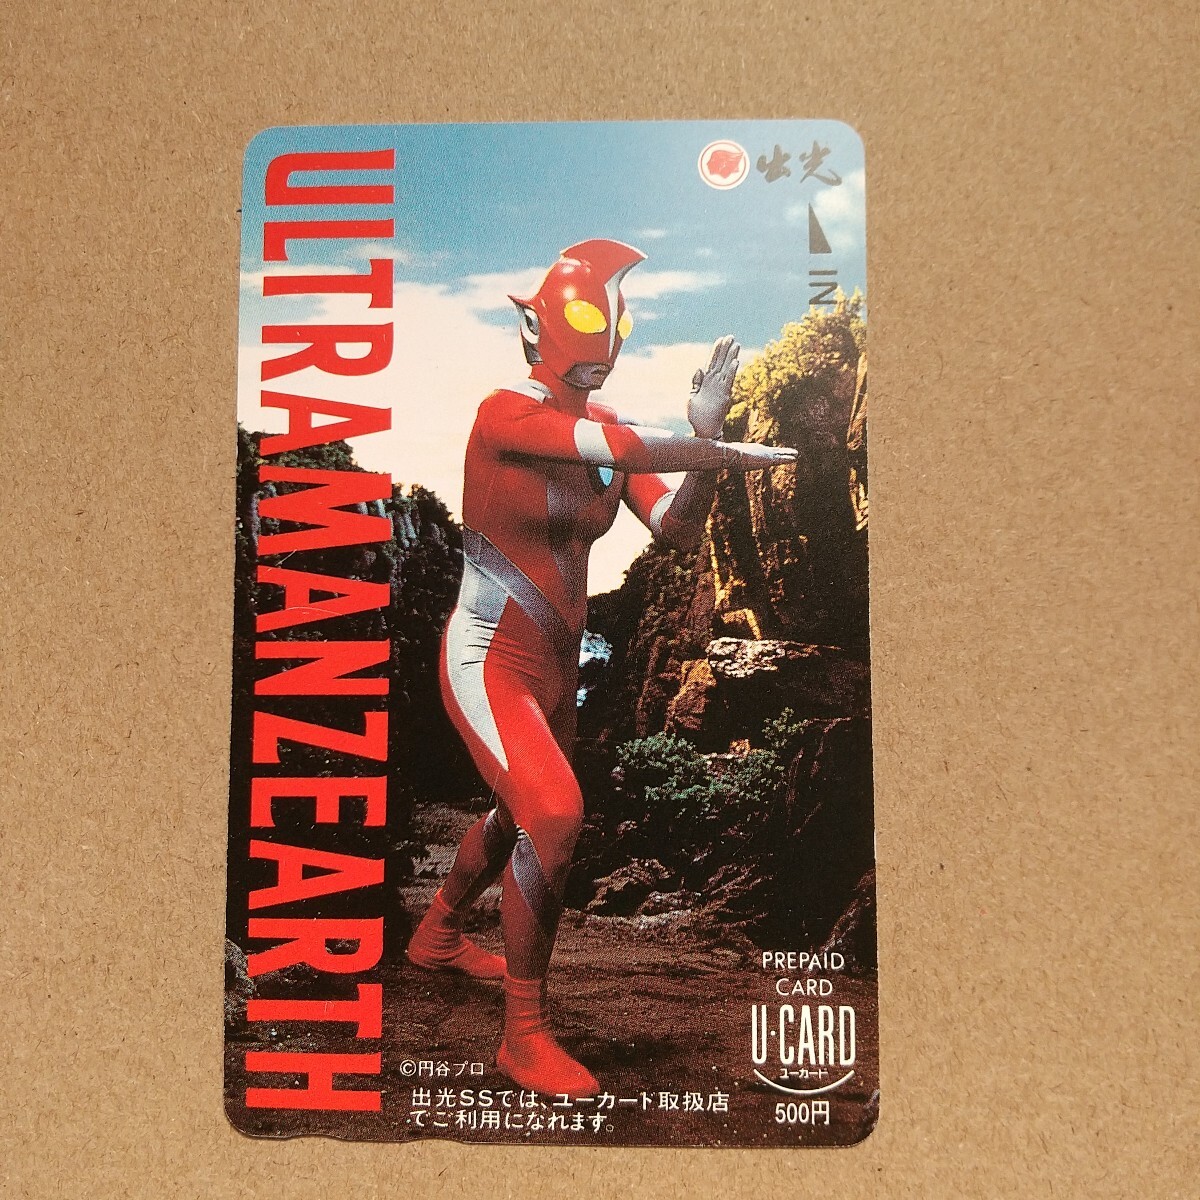 ULTRAMANZEARTH
出光
IN
PREPAID
CARD
U·CARD
ユーカード
500円
©円谷プロ
出光SSでは、ユーカード取扱店
でご利用になれます。